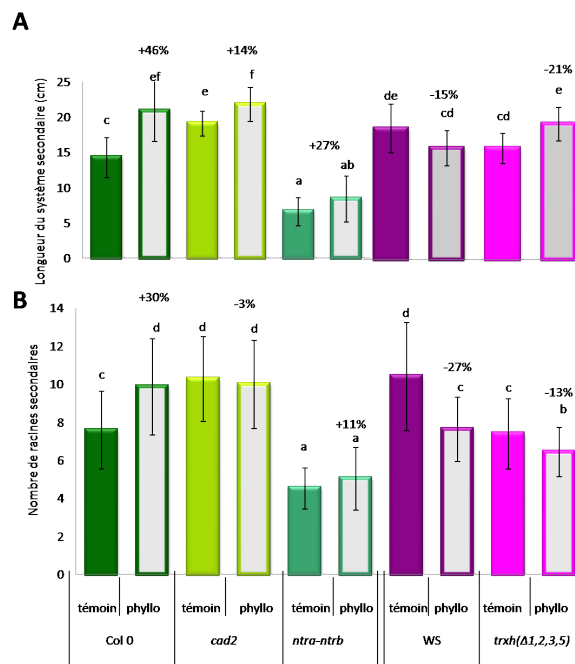 A
+46%
+14%
-21%
-15%
+27%
ef
e
f
c
a
ab
de
cd
cd
e
Longueur du système secondaire (cm)
25
20
15
10
5
0
B
+30%
-3%
-27%
-13%
+11%
c
d
d
d
a
a
d
c
c
b
Nombre de racines secondaires
14
12
10
8
6
4
2
0
témoin phyllo témoin phyllo témoin phyllo témoin phyllo témoin phyllo
Col 0 cad2 ntra-ntrb WS trxh(Δ1,2,3,5)